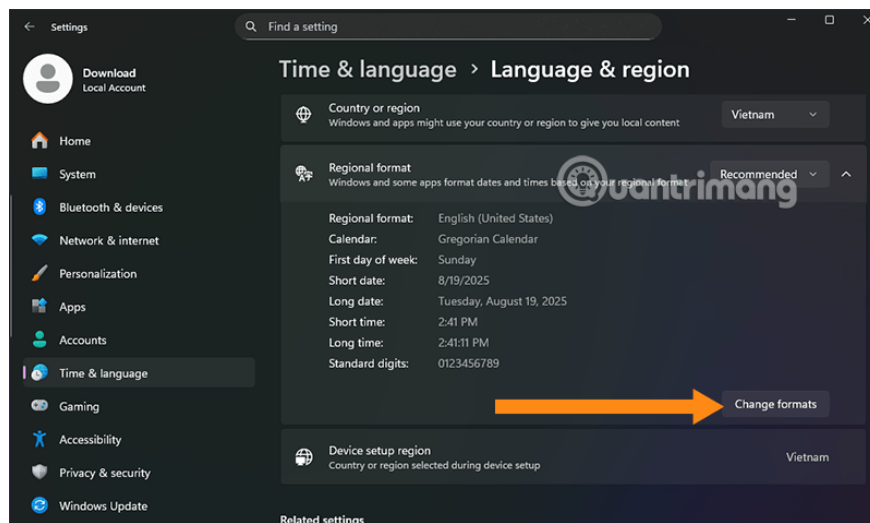 Settings
Find a setting
Download
Local Account
Home
System
Bluetooth & devices
Network & internet
Personalization
Apps
Accounts
Time & language
Gaming
Accessibility
Privacy & security
Windows Update
Time & language > Language & region
Country or region
Windows and apps might use your country or region to give you local content
Vietnam
Regional format
Windows and some apps format dates and times based on your regional format
Recommended
Quantrimang
Regional format: English (United States)
Calendar: Gregorian Calendar
First day of week: Sunday
Short date: 8/19/2025
Long date: Tuesday, August 19, 2025
Short time: 2:41 PM
Long time: 2:41:11 PM
Standard digits: 0123456789
Change formats
Device setup region
Country or region selected during device setup
Vietnam
Related settings